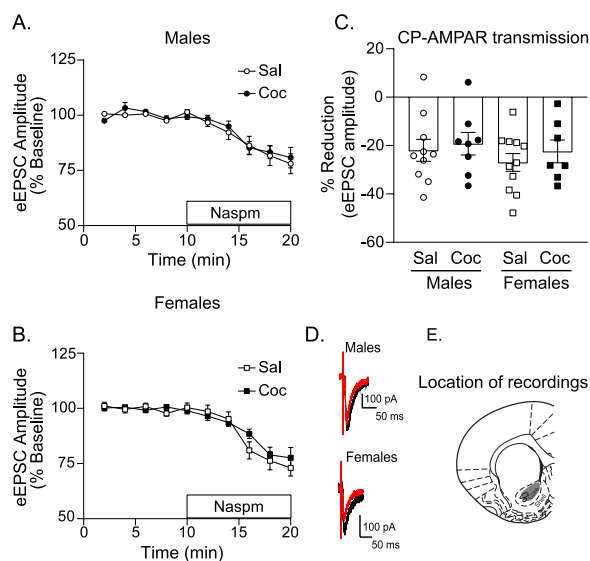 A.
Males
eEPSC Amplitude
(% Baseline)
125
100
75
50
Sal
Coc
Naspm
0 5 10 15 20
Time (min)
Females
B.
eEPSC Amplitude
(% Baseline)
125
100
75
50
Sal
Coc
Naspm
0 5 10 15 20
Time (min)
C.
CP-AMPAR transmission
% Reduction
(eEPSC amplitude)
20
0
-20
-40
-60
Sal Coc Sal Coc
Males Females
D.
Males
100 pA
50 ms
Females
100 pA
50 ms
E.
Location of recordings